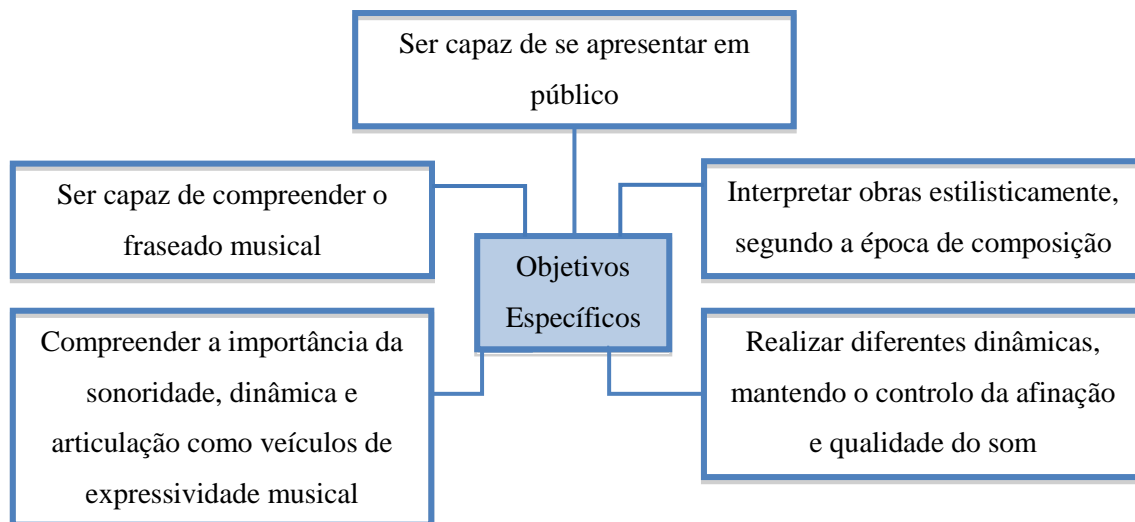 Ser capaz de se apresentar em
público
Ser capaz de compreender o
fraseado musical
Interpretar obras estilisticamente,
segundo a época de composição
Objetivos
Específicos
Compreender a importância da
sonoridade, dinâmica e
articulação como veículos de
expressividade musical
Realizar diferentes dinâmicas,
mantendo o controlo da afinação
e qualidade do som